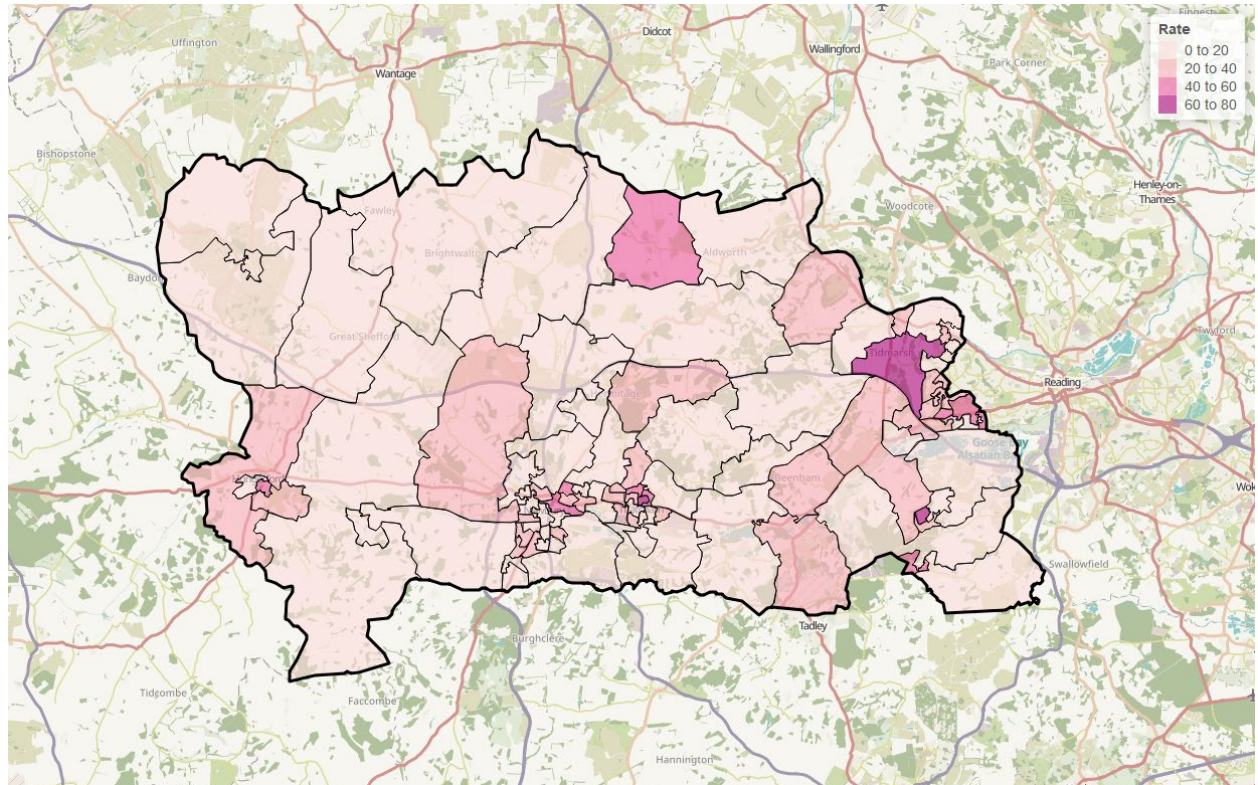 Uffington
Didcot
Wallingford
Wantage
Park Corner
Rate
0 to 20
20 to 40
40 to 60
60 to 80
Bishopstone
Henley-on-
Thames
Woodcote
Fawley
Brightwalton
Aldworth
Great Shefford
Tidmarsh
Twyford
Reading
Beenham
Swallowfield
Burghclere
Tadley
Tidcombe
Faccombe
Hannington